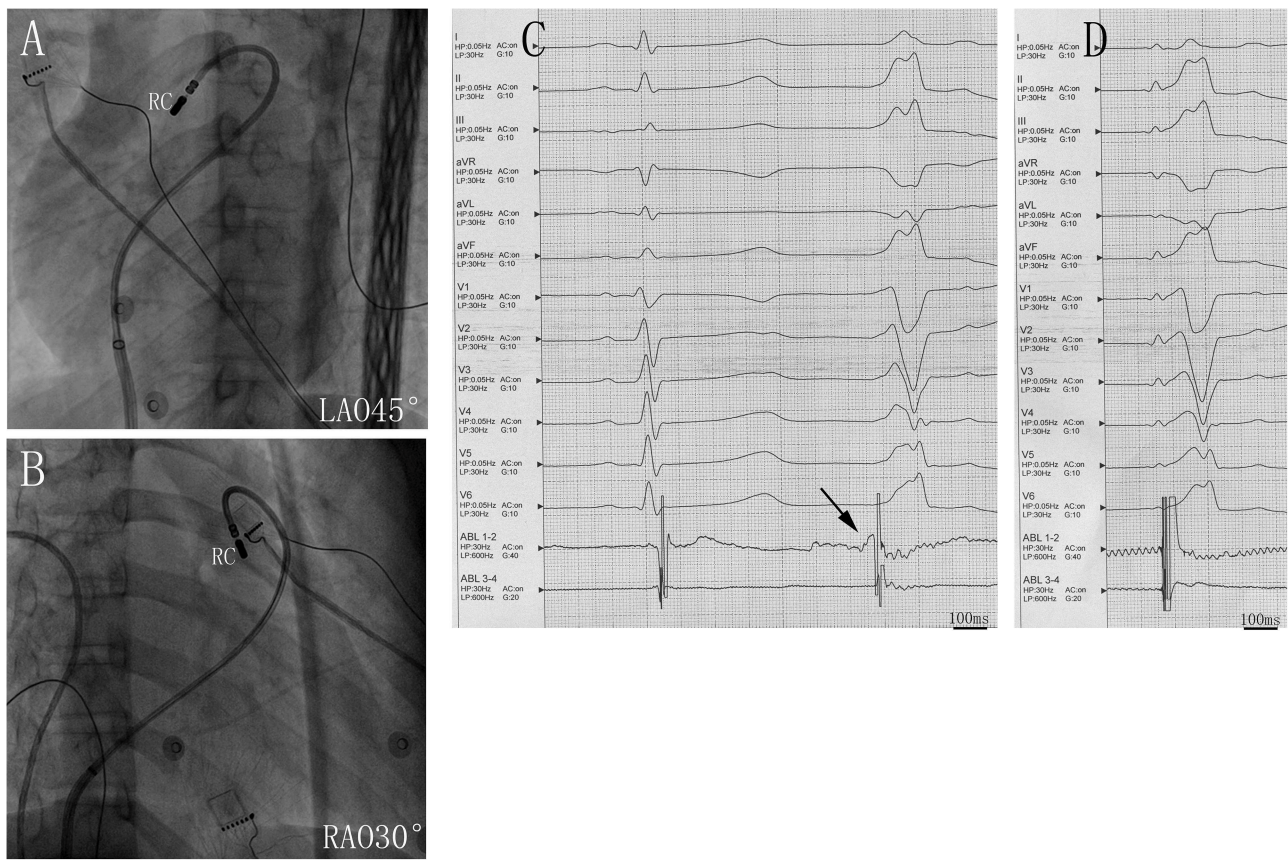 A
RC
LAO45°
B
RC
RAO30°
C
I
HP:0.05Hz AC:on
LP:30Hz G:10
II
HP:0.05Hz AC:on
LP:30Hz G:10
III
HP:0.05Hz AC:on
LP:30Hz G:10
aVR
HP:0.05Hz AC:on
LP:30Hz G:10
aVL
HP:0.05Hz AC:on
LP:30Hz G:10
aVF
HP:0.05Hz AC:on
LP:30Hz G:10
V1
HP:0.05Hz AC:on
LP:30Hz G:10
V2
HP:0.05Hz AC:on
LP:30Hz G:10
V3
HP:0.05Hz AC:on
LP:30Hz G:10
V4
HP:0.05Hz AC:on
LP:30Hz G:10
V5
HP:0.05Hz AC:on
LP:30Hz G:10
V6
HP:0.05Hz AC:on
LP:30Hz G:10
ABL 1-2
HP:30Hz AC:on
LP:600Hz G:40
ABL 3-4
HP:30Hz AC:on
LP:600Hz G:20
100ms
D
I
HP:0.05Hz AC:on
LP:30Hz G:10
II
HP:0.05Hz AC:on
LP:30Hz G:10
III
HP:0.05Hz AC:on
LP:30Hz G:10
aVR
HP:0.05Hz AC:on
LP:30Hz G:10
aVL
HP:0.05Hz AC:on
LP:30Hz G:10
aVF
HP:0.05Hz AC:on
LP:30Hz G:10
V1
HP:0.05Hz AC:on
LP:30Hz G:10
V2
HP:0.05Hz AC:on
LP:30Hz G:10
V3
HP:0.05Hz AC:on
LP:30Hz G:10
V4
HP:0.05Hz AC:on
LP:30Hz G:10
V5
HP:0.05Hz AC:on
LP:30Hz G:10
V6
HP:0.05Hz AC:on
LP:30Hz G:10
ABL 1-2
HP:30Hz AC:on
LP:600Hz G:40
ABL 3-4
HP:30Hz AC:on
LP:600Hz G:20
100ms